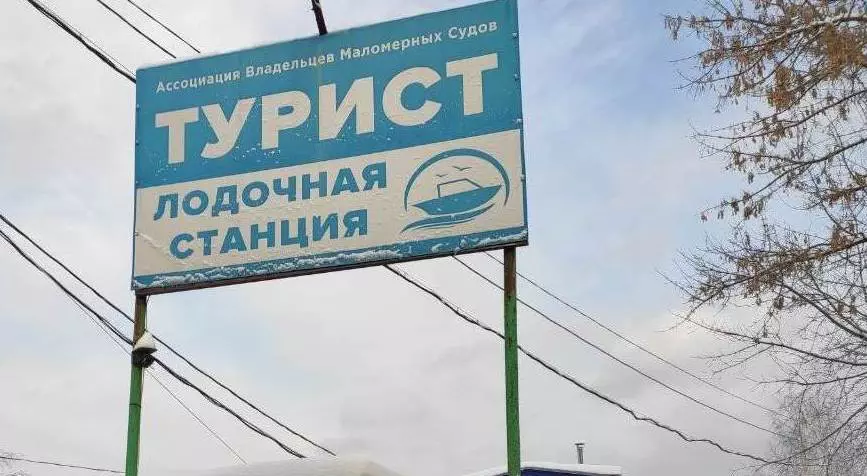 Ассоциация Владельцев Маломерных Судов
ТУРИСТ
ЛОДОЧНАЯ
СТАНЦИЯ